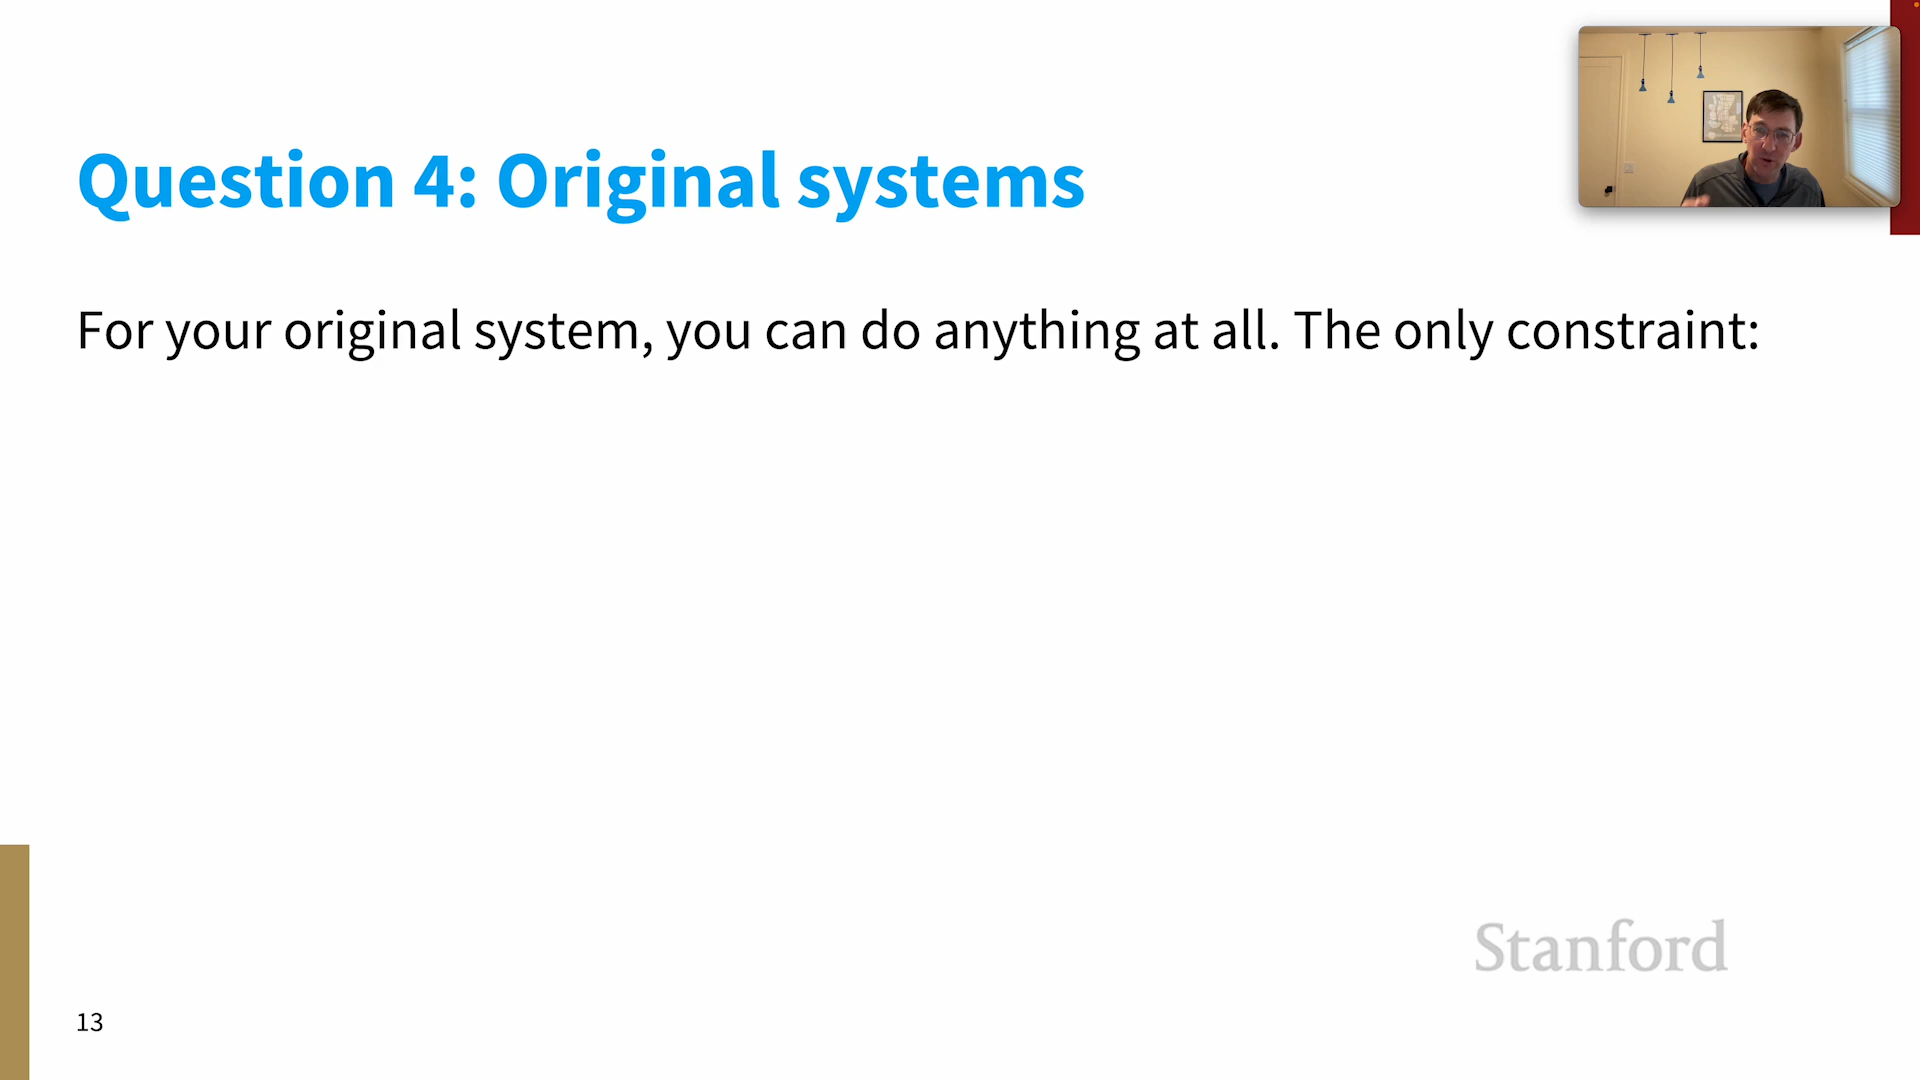 Question 4: Original systems
For your original system, you can do anything at all. The only constraint:
Stanford
13